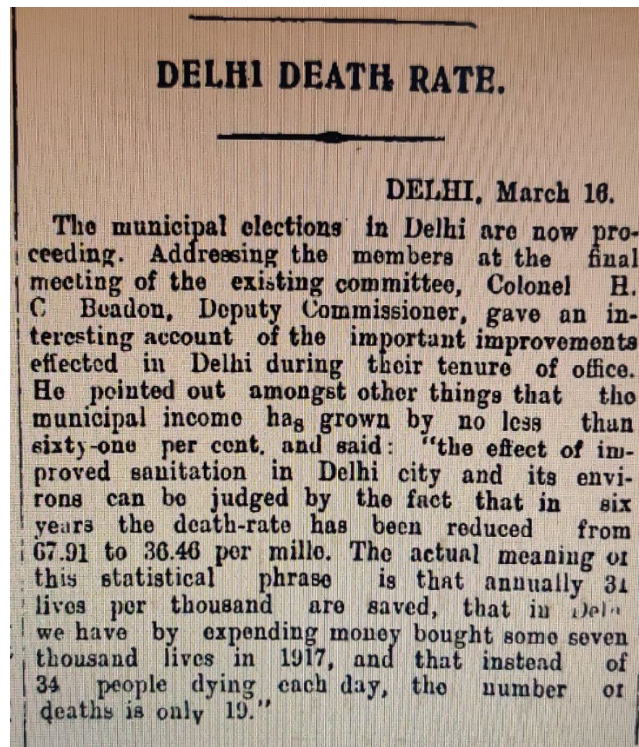 DELHI DEATH RATE.
DELHI, March 16.
The municipal elections in Delhi are now pro-
ceeding. Addressing the members at the final
meeting of the existing committee, Colonel H.
C Beadon, Deputy Commissioner, gave an in-
teresting account of the important improvements
effected in Delhi during their tenure of office.
He pointed out amongst other things that the
municipal income has grown by no less than
sixty-one per cent. and said: "the effect of im-
proved sanitation in Delhi city and its envi-
rons can be judged by the fact that in six
years the death-rate has been reduced from
67.91 to 36.46 per mille. The actual meaning of
this statistical phrase is that annually 31
lives per thousand are saved, that in
we have by expending money bought some seven
thousand lives in 1917, and that instead of
34 people dying each day, the number of
deaths is only 19."